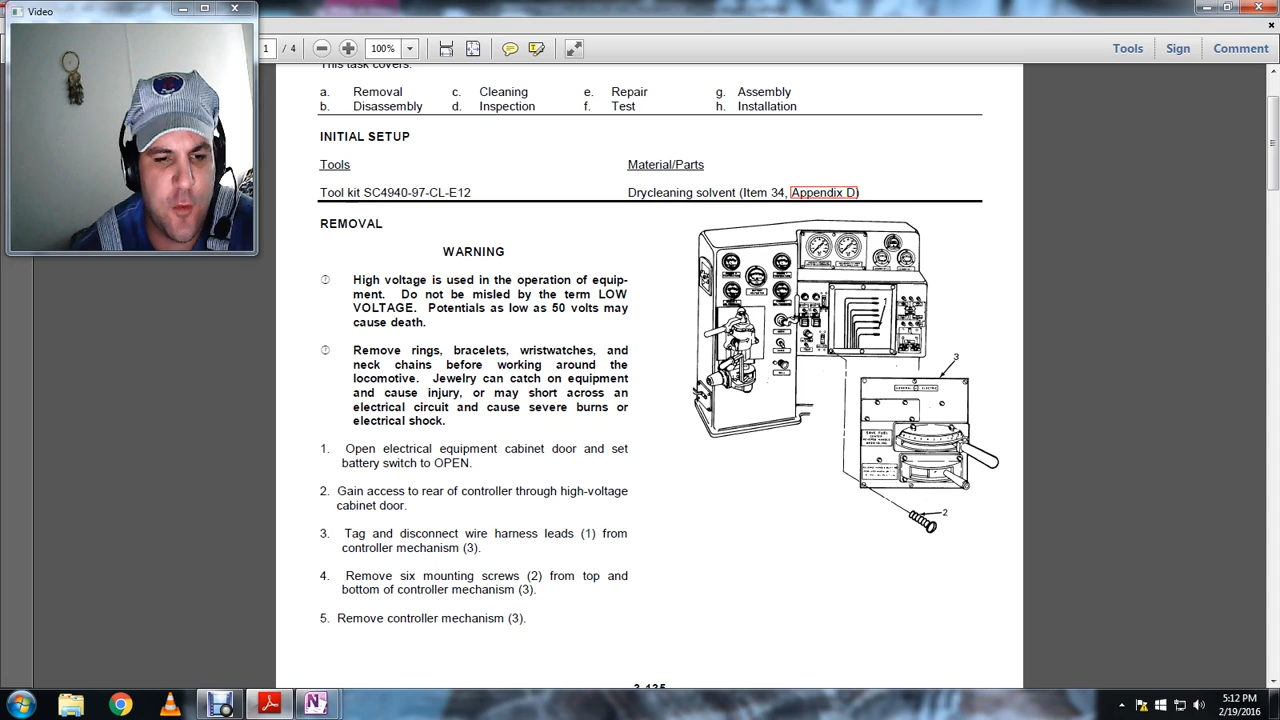 Video
1 / 4
100%
Tools
Sign
Comment
This task covers:
a. Removal c. Cleaning e. Repair g. Assembly
b. Disassembly d. Inspection f. Test h. Installation
INITIAL SETUP
Tools Material/Parts
Tool kit SC4940-97-CL-E12 Drycleaning solvent (Item 34, Appendix D)
REMOVAL
WARNING
High voltage is used in the operation of equip-
ment. Do not be misled by the term LOW
VOLTAGE. Potentials as low as 50 volts may
cause death.
Remove rings, bracelets, wristwatches, and
neck chains before working around the
locomotive. Jewelry can catch on equipment
and cause injury, or may short across an
electrical circuit and cause severe burns or
electrical shock.
1. Open electrical equipment cabinet door and set
battery switch to OPEN.
2. Gain access to rear of controller through high-voltage
cabinet door.
3. Tag and disconnect wire harness leads (1) from
controller mechanism (3).
4. Remove six mounting screws (2) from top and
bottom of controller mechanism (3).
5. Remove controller mechanism (3).
3
2
3-135
5:12 PM
2/19/2016